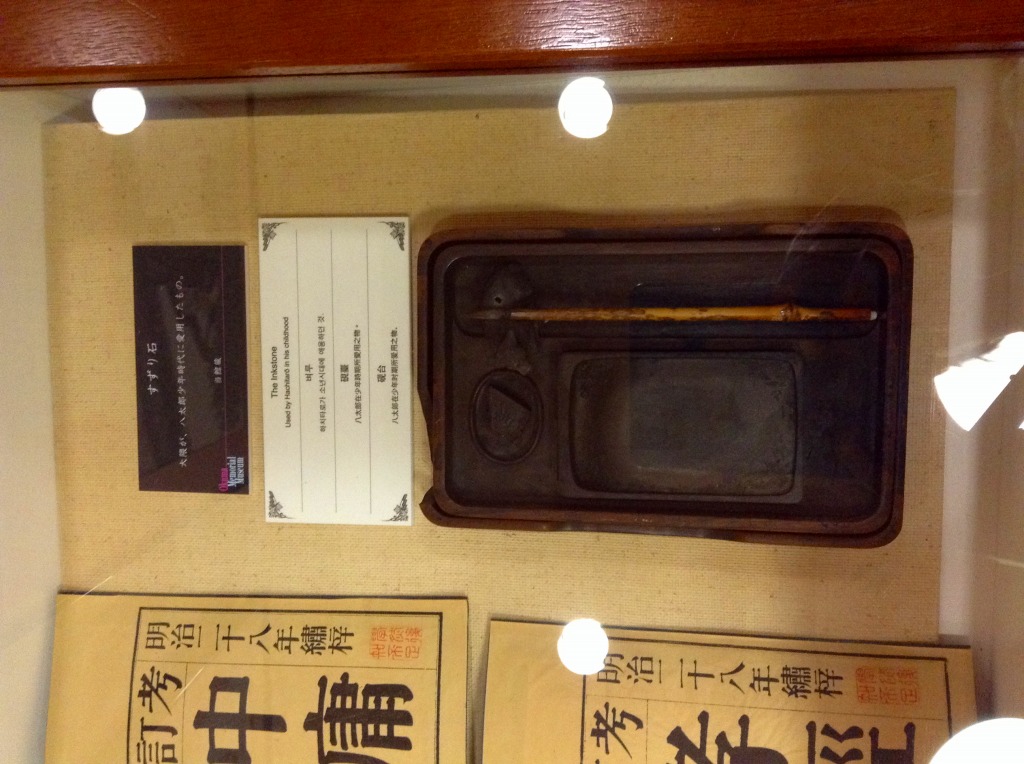 すずり石
大隈が、八太郎少年時代に愛用したもの。
当館蔵
Okuma
Memorial
Museum
The Inkstone
Used by Hachitarō in his childhood
벼루
하치타로가 소년시대에 애용하던 것.
硯臺
八太郎在少年時期所愛用之物。
砚台
八太郎在少年时期所爱用之物.
明治二十八年繡梓
考訂
中庸
明治二十八年繡梓
考
孝經